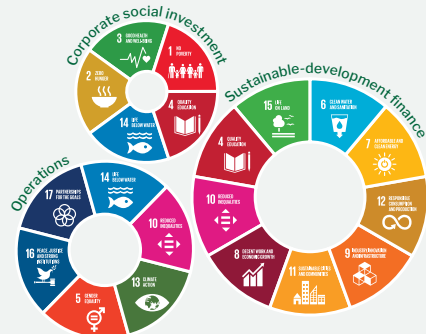 Corporate social investment
3 GOOD HEALTH
AND WELL-BEING
1 NO
POVERTY
2 ZERO
HUNGER
4 QUALITY
EDUCATION
14 LIFE
BELOW WATER
Sustainable-development finance
15 LIFE
ON LAND
6 CLEAN WATER
AND SANITATION
4 QUALITY
EDUCATION
7 AFFORDABLE AND
CLEAN ENERGY
10 REDUCED
INEQUALITIES
12 RESPONSIBLE
CONSUMPTION
AND PRODUCTION
8 DECENT WORK AND
ECONOMIC GROWTH
9 INDUSTRY, INNOVATION
AND INFRASTRUCTURE
11 SUSTAINABLE CITIES
AND COMMUNITIES
Operations
17 PARTNERSHIPS
FOR THE GOALS
14 LIFE
BELOW WATER
10 REDUCED
INEQUALITIES
16 PEACE, JUSTICE
AND STRONG
INSTITUTIONS
13 CLIMATE
ACTION
5 GENDER
EQUALITY